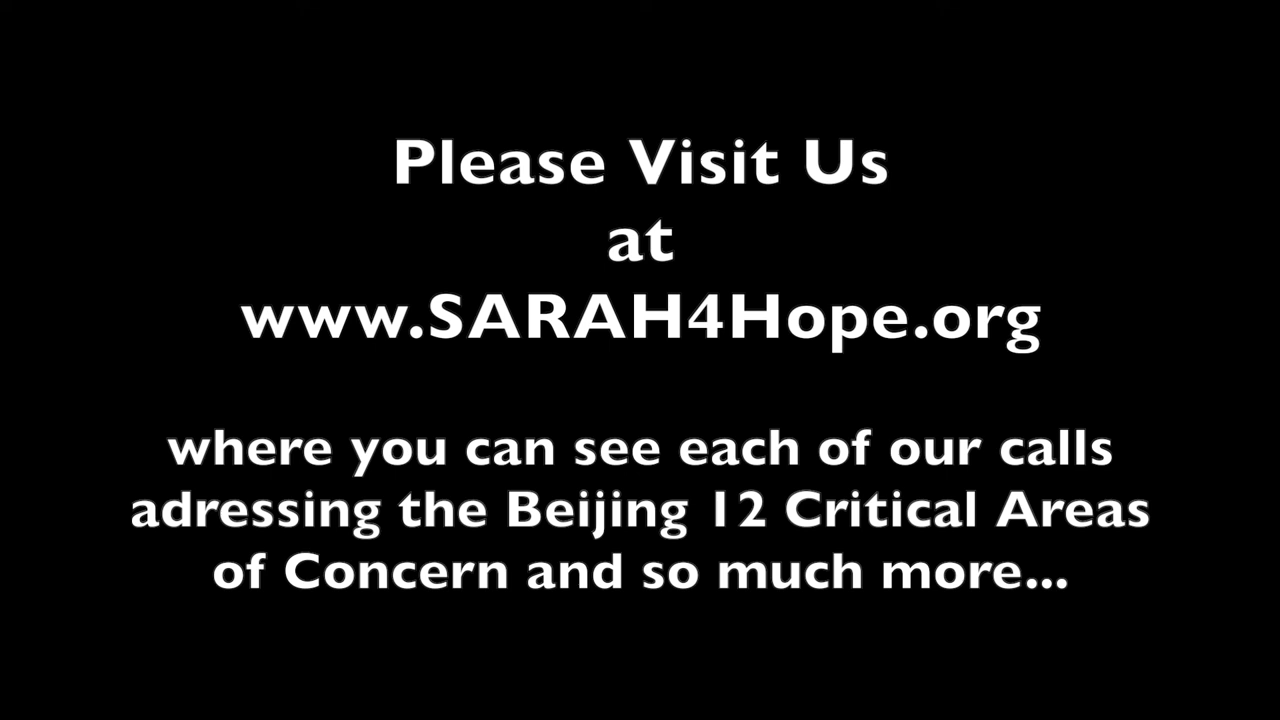 Please Visit Us
at
www.SARAH4Hope.org
where you can see each of our calls
adressing the Beijing 12 Critical Areas
of Concern and so much more...